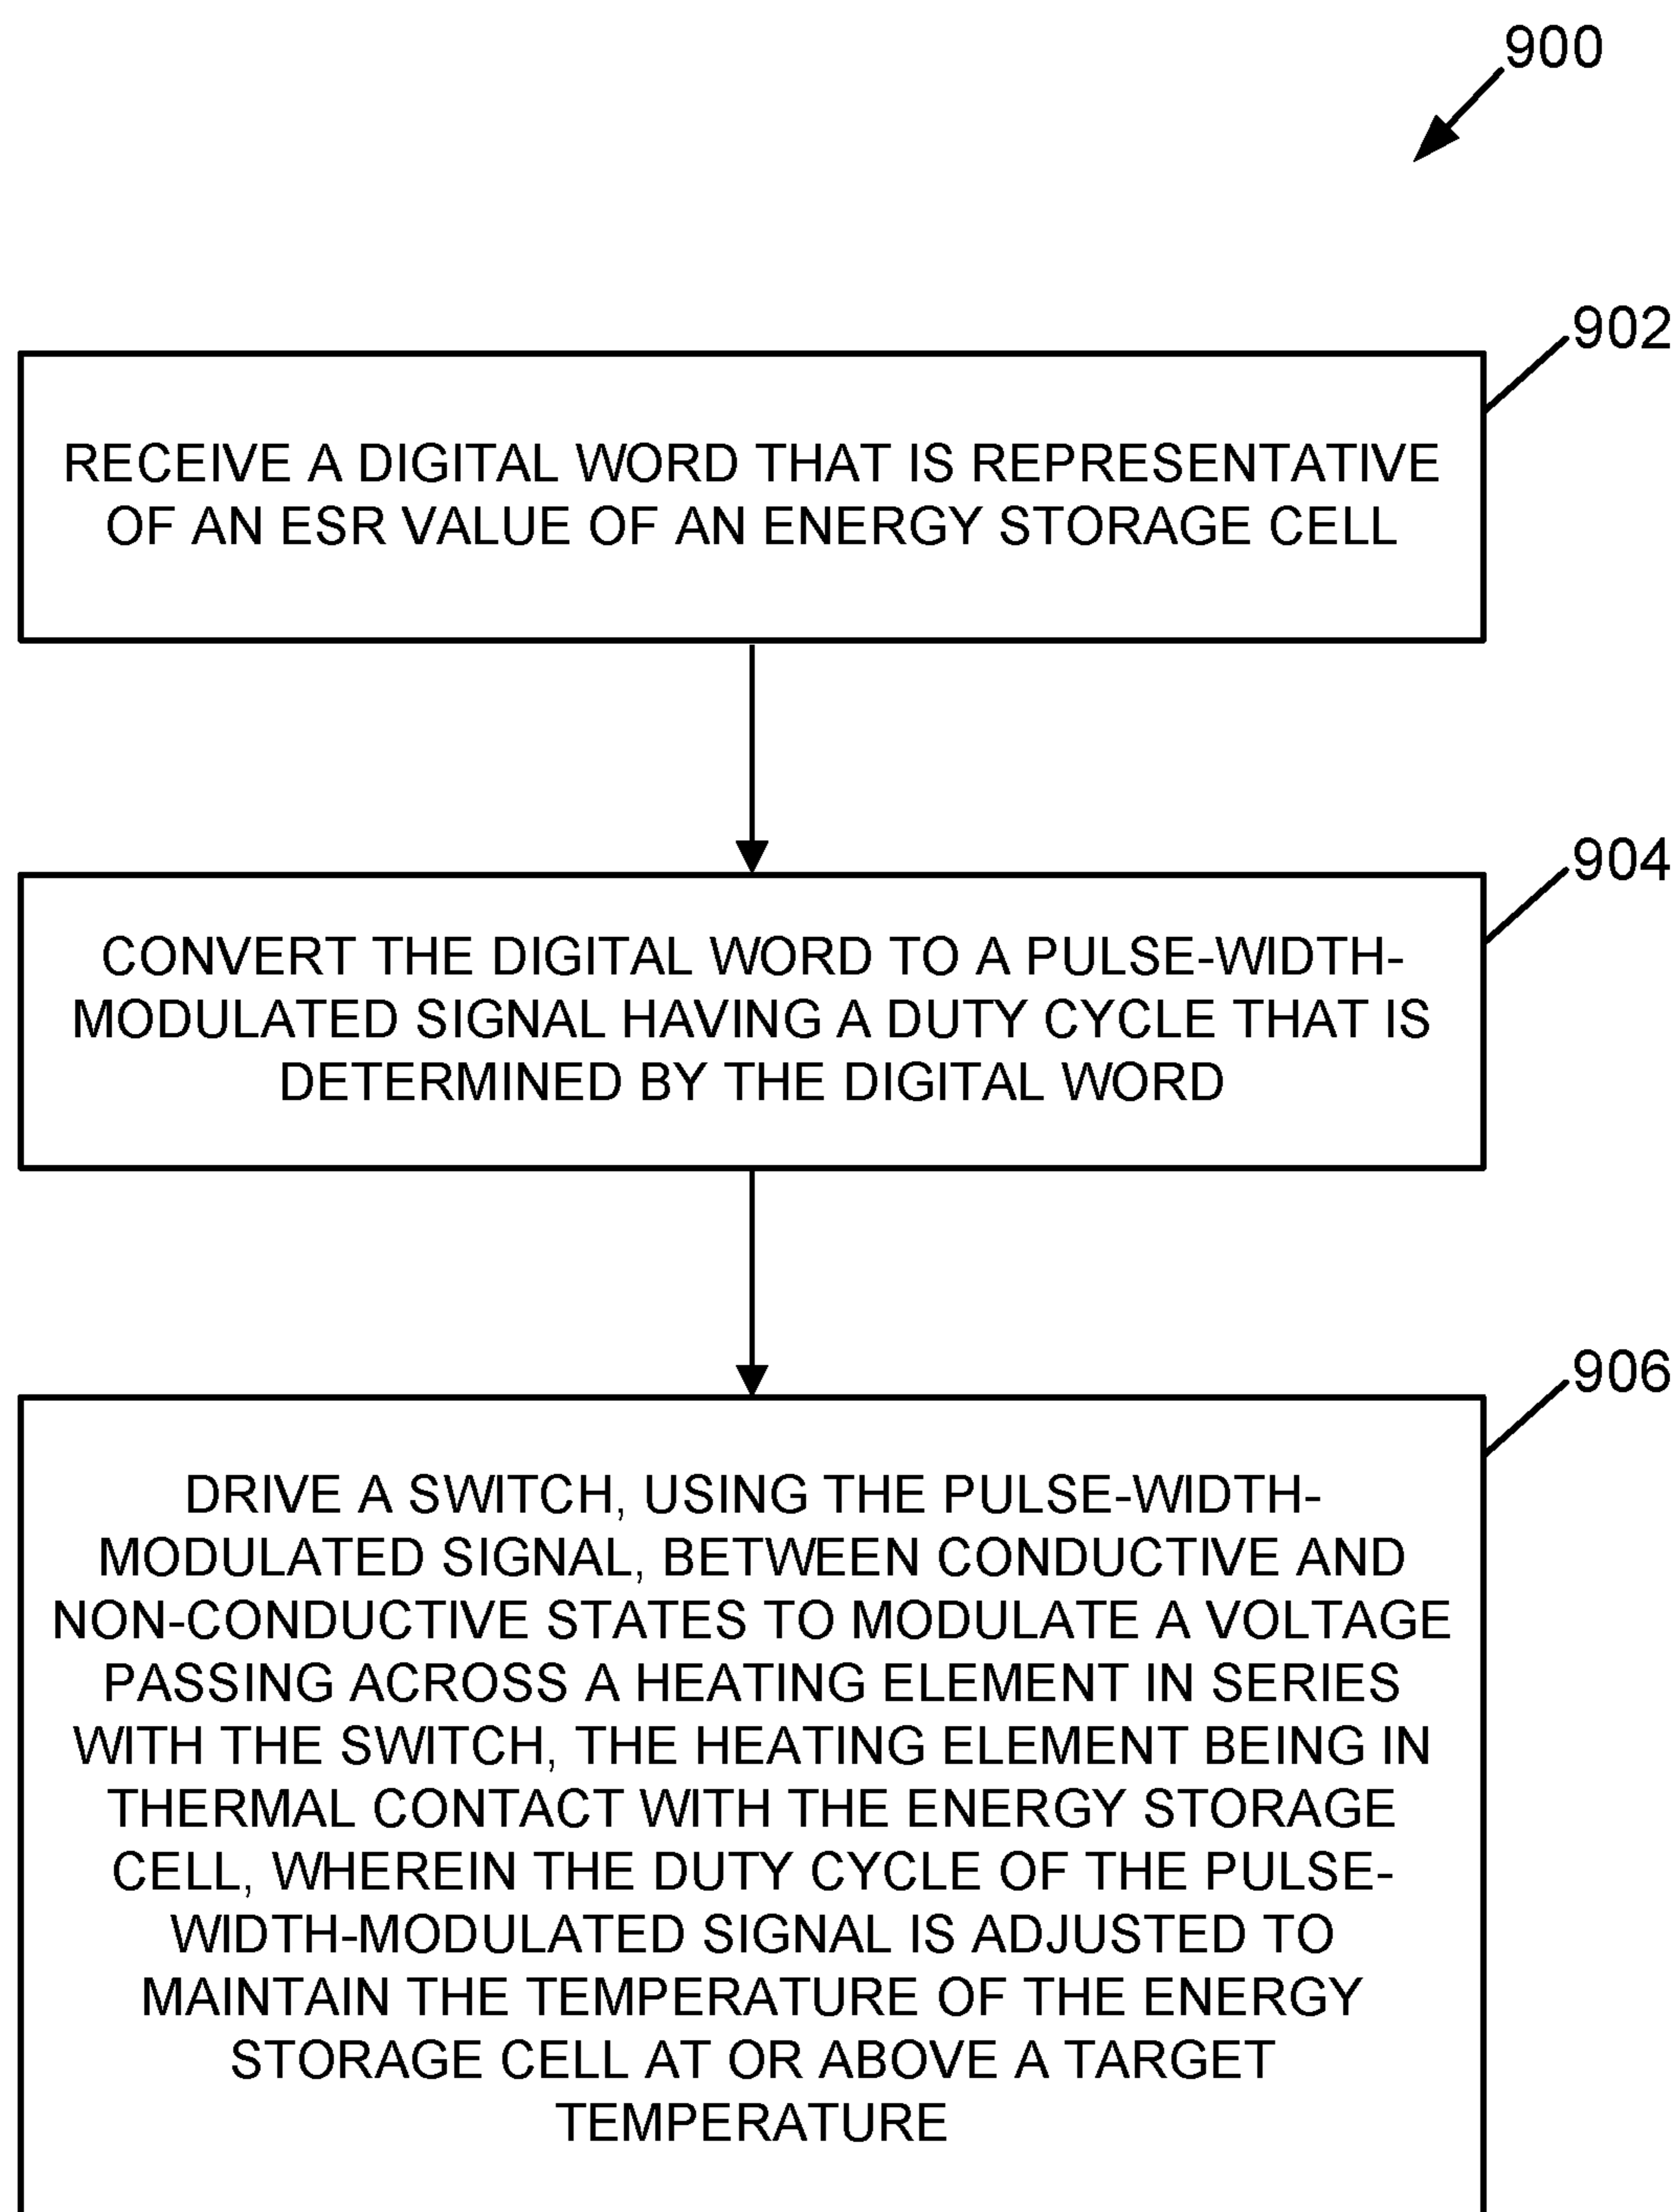 900
902
RECEIVE A DIGITAL WORD THAT IS REPRESENTATIVE
OF AN ESR VALUE OF AN ENERGY STORAGE CELL
904
CONVERT THE DIGITAL WORD TO A PULSE-WIDTH-
MODULATED SIGNAL HAVING A DUTY CYCLE THAT IS
DETERMINED BY THE DIGITAL WORD
906
DRIVE A SWITCH, USING THE PULSE-WIDTH-
MODULATED SIGNAL, BETWEEN CONDUCTIVE AND
NON-CONDUCTIVE STATES TO MODULATE A VOLTAGE
PASSING ACROSS A HEATING ELEMENT IN SERIES
WITH THE SWITCH, THE HEATING ELEMENT BEING IN
THERMAL CONTACT WITH THE ENERGY STORAGE
CELL, WHEREIN THE DUTY CYCLE OF THE PULSE-
WIDTH-MODULATED SIGNAL IS ADJUSTED TO
MAINTAIN THE TEMPERATURE OF THE ENERGY
STORAGE CELL AT OR ABOVE A TARGET
TEMPERATURE